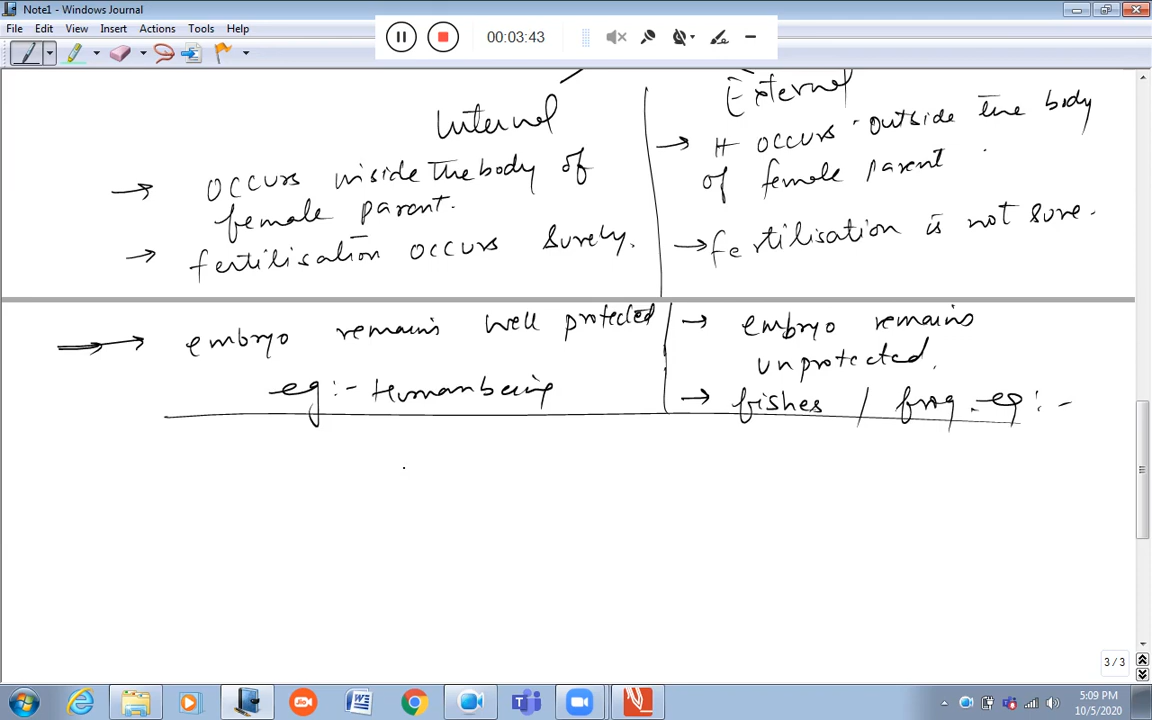 Note1 - Windows Journal
File Edit View Insert Actions Tools Help
00:03:43
Internal
→ occurs inside the body of
female parent.
→ fertilisation occurs surely.
→ embryo remains well protected
eg:- Human being
External
→ It occurs outside the body
of female parent
→ fertilisation is not sure.
→ embryo remains
unprotected.
→ fishes / frog. eg:-
3 / 3
5:09 PM
10/5/2020